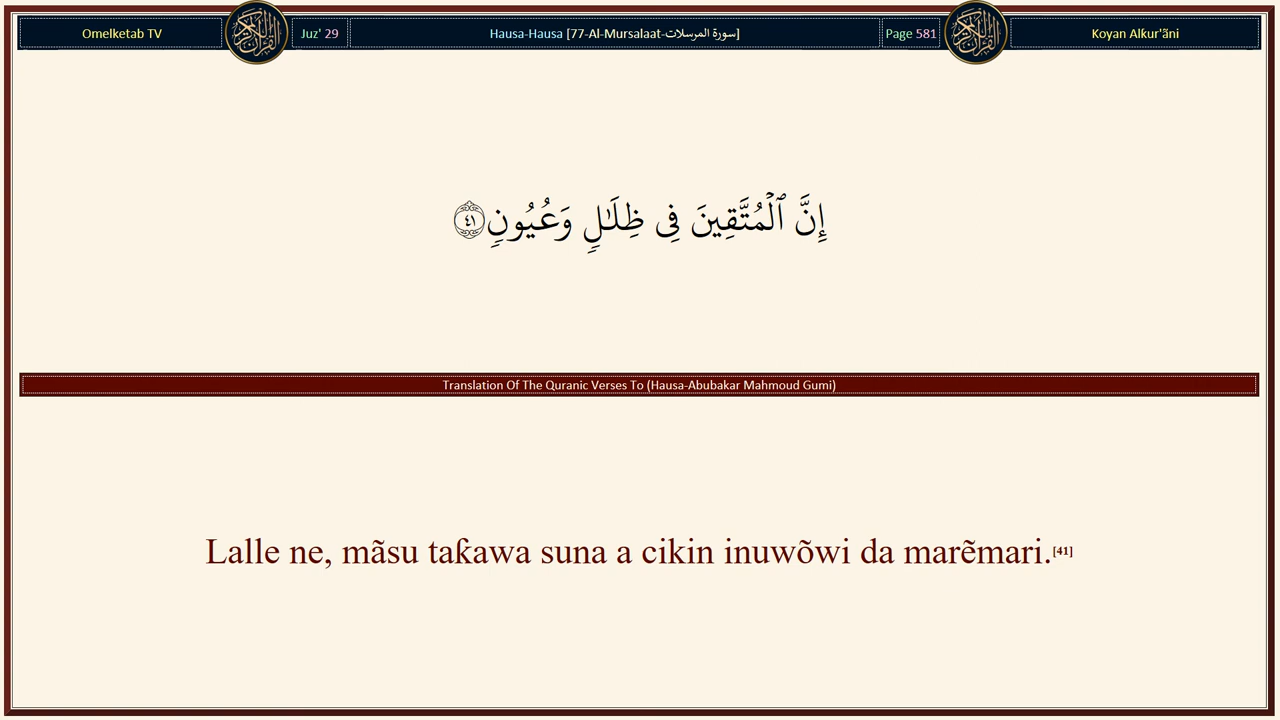 Omelketab TV
Juz' 29
Hausa-Hausa [77-Al-Mursalaat-سورة المرسلات]
Page 581
Koyan Alƙur'ãni
إِنَّ ٱلْمُتَّقِينَ فِى ظِلَـٰلٍ وَعُيُونٍ ٤١
Translation Of The Quranic Verses To (Hausa-Abubakar Mahmoud Gumi)
Lalle ne, mãsu taƙawa suna a cikin inuwõwi da marẽmari.[41]